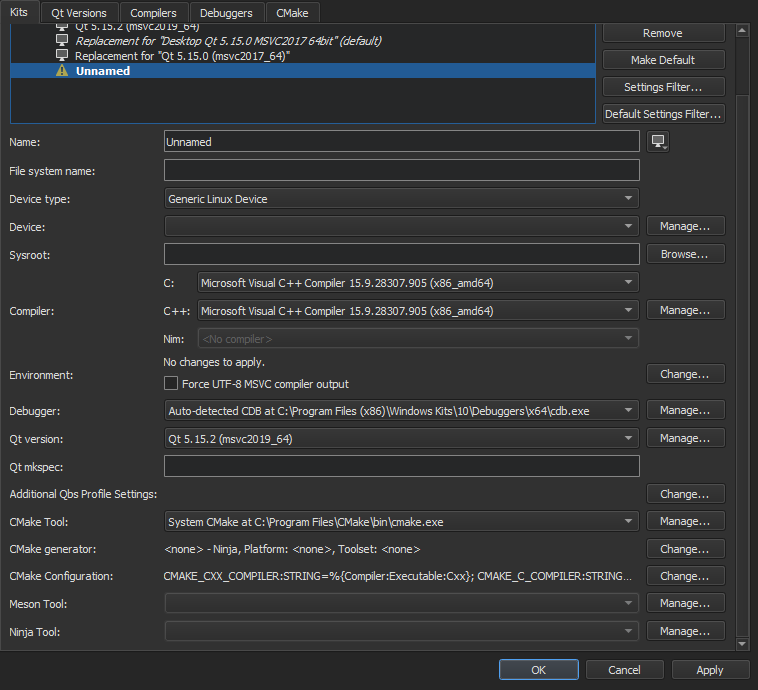 Kits Qt Versions Compilers Debuggers CMake
Qt 5.15.2 (msvc2019_64)
Replacement for "Desktop Qt 5.15.0 MSVC2017 64bit" (default)
Replacement for "Qt 5.15.0 (msvc2017_64)"
Unnamed
Remove
Make Default
Settings Filter...
Default Settings Filter...
Name: Unnamed
File system name:
Device type: Generic Linux Device
Device: Manage...
Sysroot: Browse...
C: Microsoft Visual C++ Compiler 15.9.28307.905 (x86_amd64)
Compiler: C++: Microsoft Visual C++ Compiler 15.9.28307.905 (x86_amd64) Manage...
Nim: <No compiler>
No changes to apply.
Environment: Change...
Force UTF-8 MSVC compiler output
Debugger: Auto-detected CDB at C:\Program Files (x86)\Windows Kits\10\Debuggers\x64\cdb.exe Manage...
Qt version: Qt 5.15.2 (msvc2019_64) Manage...
Qt mkspec:
Additional Qbs Profile Settings: Change...
CMake Tool: System CMake at C:\Program Files\CMake\bin\cmake.exe Manage...
CMake generator: <none> - Ninja, Platform: <none>, Toolset: <none> Change...
CMake Configuration: CMAKE_CXX_COMPILER:STRING=%{Compiler:Executable:Cxx}; CMAKE_C_COMPILER:STRING... Change...
Meson Tool: Manage...
Ninja Tool: Manage...
OK Cancel Apply